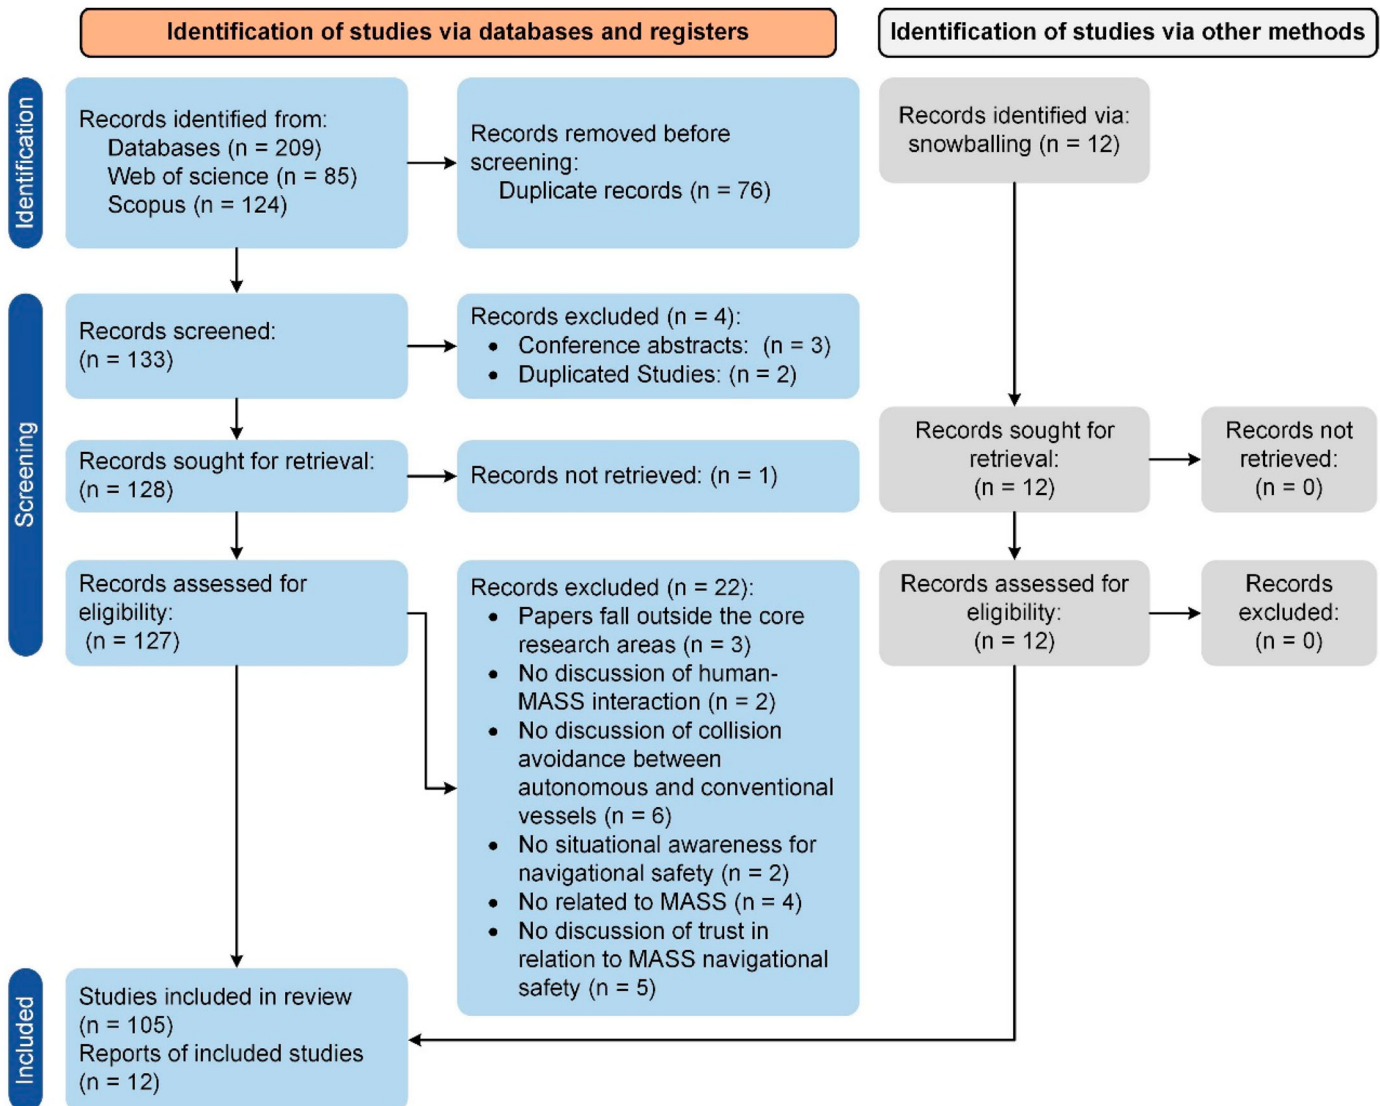 Identification of studies via databases and registers
Identification of studies via other methods
Identification
Records identified from:
Databases (n = 209)
Web of science (n = 85)
Scopus (n = 124)
Records removed before
screening:
Duplicate records (n = 76)
Records identified via:
snowballing (n = 12)
Screening
Records screened:
(n = 133)
Records excluded (n = 4):
• Conference abstracts: (n = 3)
• Duplicated Studies: (n = 2)
Records sought for retrieval:
(n = 128)
Records not retrieved: (n = 1)
Records sought for
retrieval:
(n = 12)
Records not
retrieved:
(n = 0)
Records assessed for
eligibility:
(n = 127)
Records excluded (n = 22):
• Papers fall outside the core
research areas (n = 3)
• No discussion of human-
MASS interaction (n = 2)
• No discussion of collision
avoidance between
autonomous and conventional
vessels (n = 6)
• No situational awareness for
navigational safety (n = 2)
• No related to MASS (n = 4)
• No discussion of trust in
relation to MASS navigational
safety (n = 5)
Records assessed for
eligibility:
(n = 12)
Records
excluded:
(n = 0)
Included
Studies included in review
(n = 105)
Reports of included studies
(n = 12)